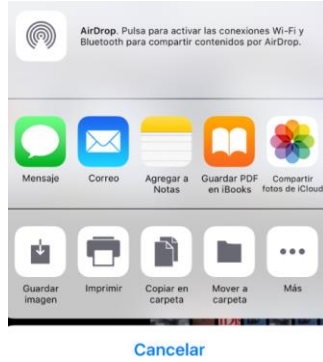 AirDrop. Pulsa para activar las conexiones Wi-Fi y
Bluetooth para compartir contenidos por AirDrop.
Mensaje
Correo
Agregar a
Notas
Guardar PDF
en iBooks
Compartir
fotos de iCloud
Guardar
imagen
Imprimir
Copiar en
carpeta
Mover a
carpeta
Más
Cancelar